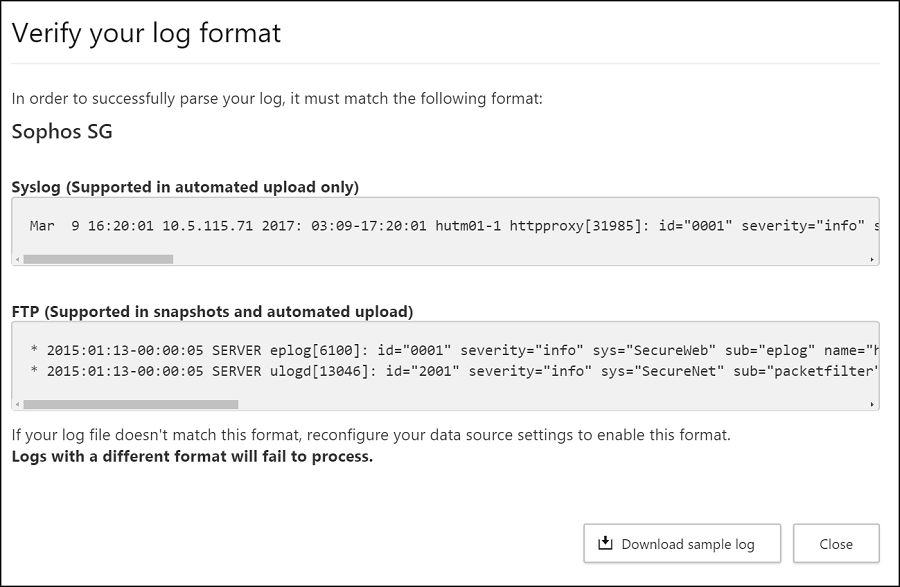 Verify your log format
In order to successfully parse your log, it must match the following format:
Sophos SG
Syslog (Supported in automated upload only)
Mar  9 16:20:01 10.5.115.71 2017: 03:09-17:20:01 hutm01-1 httpproxy[31985]: id="0001" severity="info" s
FTP (Supported in snapshots and automated upload)
* 2015:01:13-00:00:05 SERVER eplog[6100]: id="0001" severity="info" sys="SecureWeb" sub="eplog" name="h
* 2015:01:13-00:00:05 SERVER ulogd[13046]: id="2001" severity="info" sys="SecureNet" sub="packetfilter"
If your log file doesn't match this format, reconfigure your data source settings to enable this format.
Logs with a different format will fail to process.
Download sample log
Close